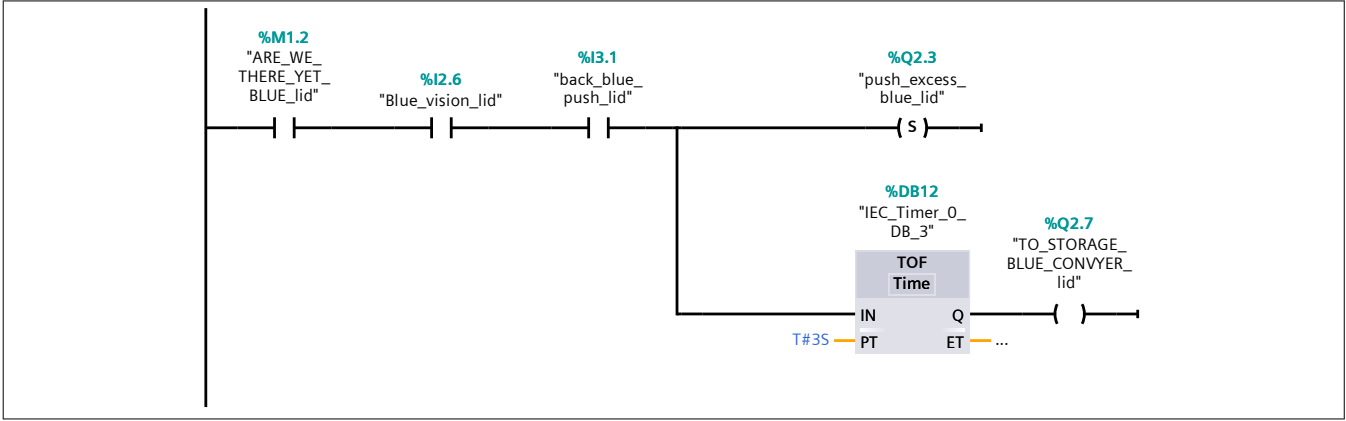 %M1.2
"ARE_WE_
THERE_YET_
BLUE_lid"
%I2.6
"Blue_vision_lid"
%I3.1
"back_blue_
push_lid"
%Q2.3
"push_excess_
blue_lid"
S
%DB12
"IEC_Timer_0_
DB_3"
TOF
Time
IN
Q
T#3S
PT
ET
...
%Q2.7
"TO_STORAGE_
BLUE_CONVYER_
lid"